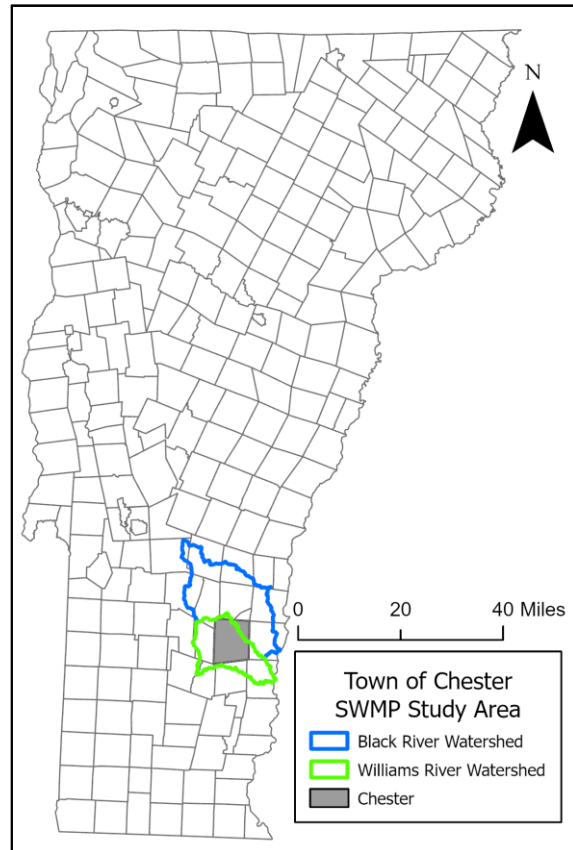 N
0 20 40 Miles
Town of Chester
SWMP Study Area
Black River Watershed
Williams River Watershed
Chester